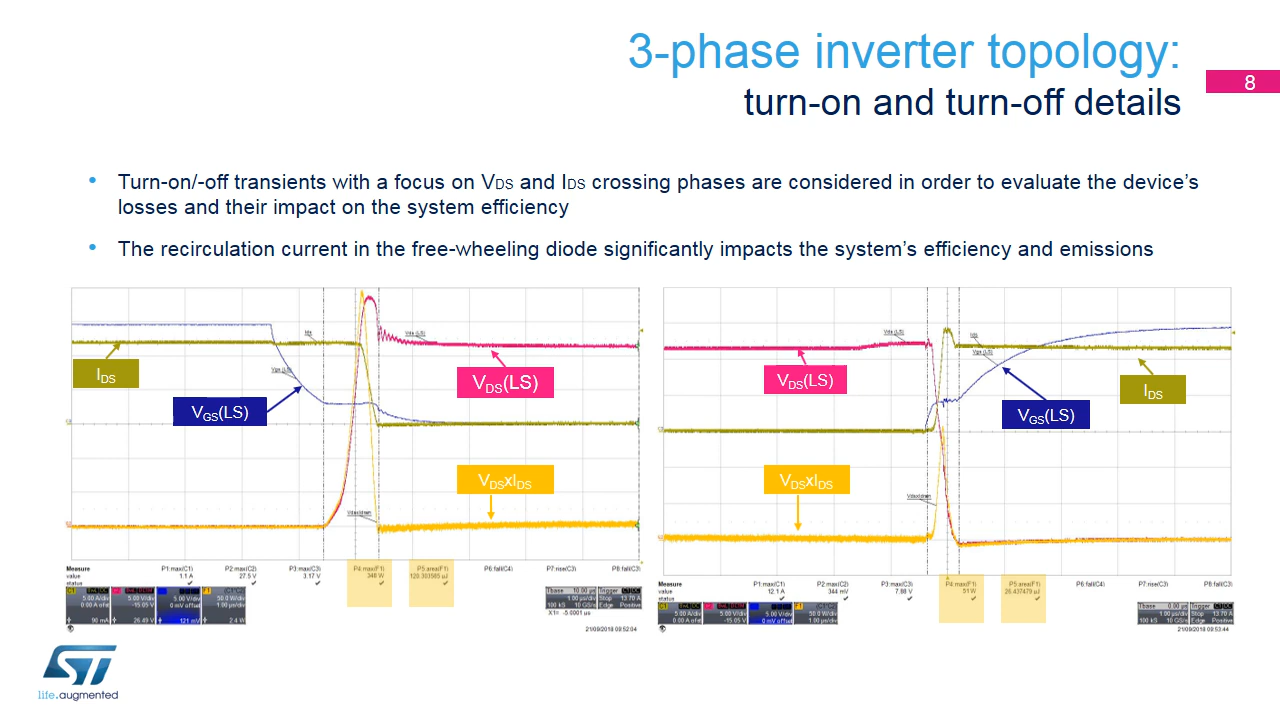 3-phase inverter topology:
turn-on and turn-off details
8
• Turn-on/-off transients with a focus on VDS and IDS crossing phases are considered in order to evaluate the device’s
losses and their impact on the system efficiency
• The recirculation current in the free-wheeling diode significantly impacts the system’s efficiency and emissions
IDS
VGS(LS)
VDS(LS)
VDSxIDS
Measure P1:max(C1) P2:max(C2) P3:max(C3) P4:max(F1) P5:area(F1) P6:fall(C4) P7:rise(C3) P8:fall(C3)
value 1.1 A 27.5 V 3.17 V 348 W
status
21/09/2018 08:52:04
VDS(LS)
IDS
VGS(LS)
VDSxIDS
Measure P1:max(C1) P2:max(C2) P3:max(C3) P4:max(F1) P5:area(F1) P6:fall(C4) P7:rise(C3) P8:fall(C3)
value 12.1 A 344 mV 7.88 V 51 W
status
21/09/2018 08:53:44
ST
life.augmented